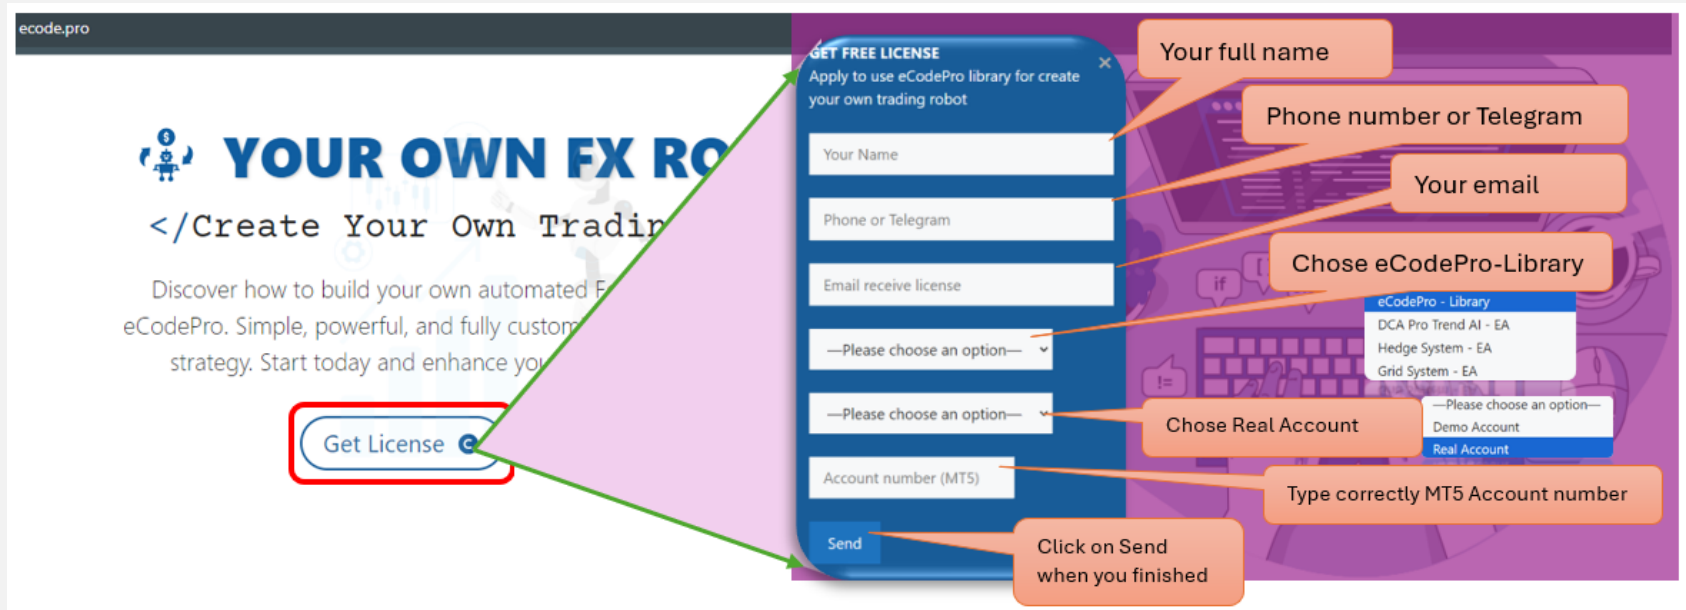 ecode.pro
YOUR OWN FX RO
</Create Your Own Tradin
Discover how to build your own automated F
eCodePro. Simple, powerful, and fully custom
strategy. Start today and enhance you
Get License
GET FREE LICENSE
Apply to use eCodePro library for create
your own trading robot
Your Name
Phone or Telegram
Email receive license
—Please choose an option—
—Please choose an option—
Account number (MT5)
Send
Your full name
Phone number or Telegram
Your email
Chose eCodePro-Library
if
eCodePro - Library
DCA Pro Trend AI - EA
Hedge System - EA
Grid System - EA
!=
Chose Real Account
—Please choose an option—
Demo Account
Real Account
Type correctly MT5 Account number
Click on Send
when you finished